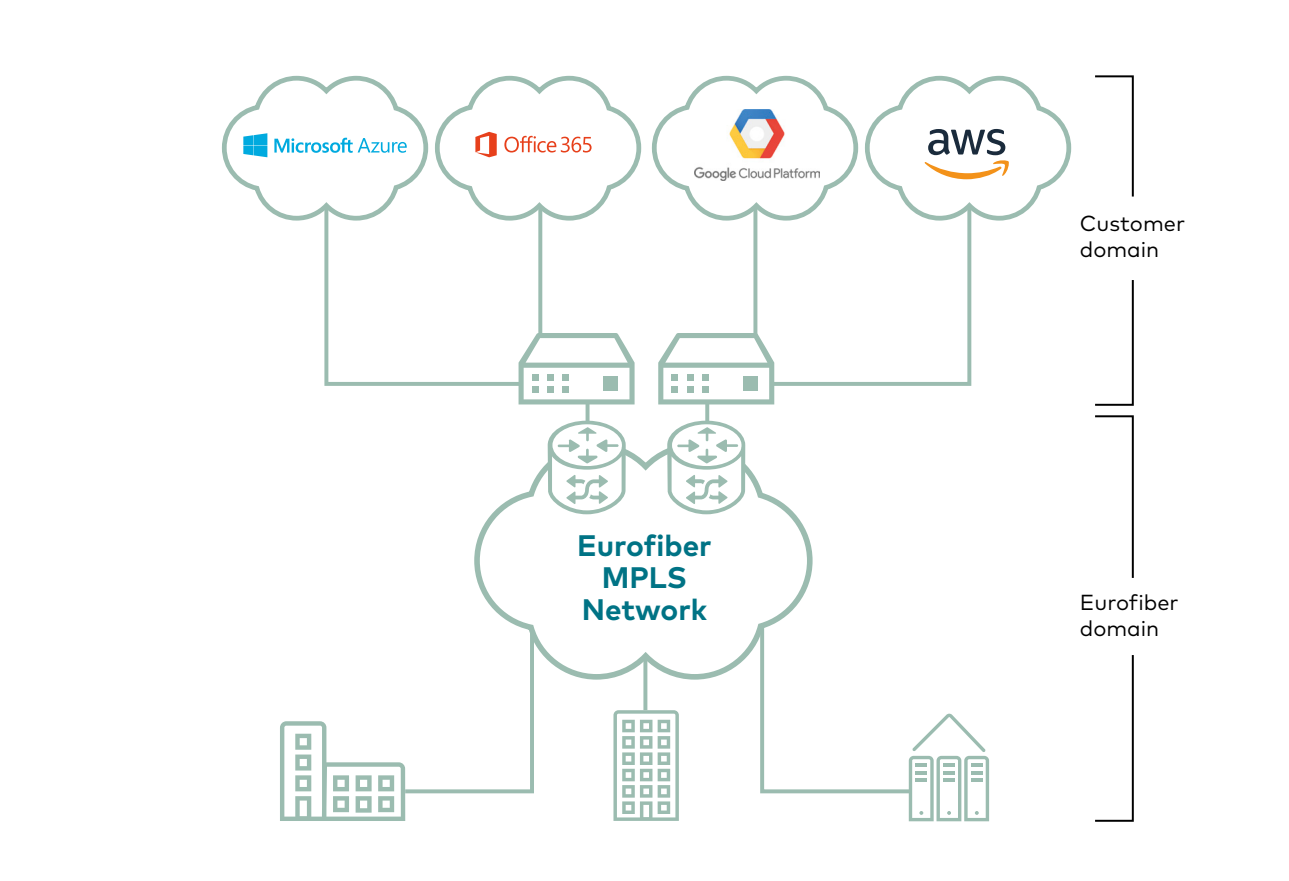 Microsoft Azure
Office 365
Google Cloud Platform
aws
Customer
domain
Eurofiber
MPLS
Network
Eurofiber
domain